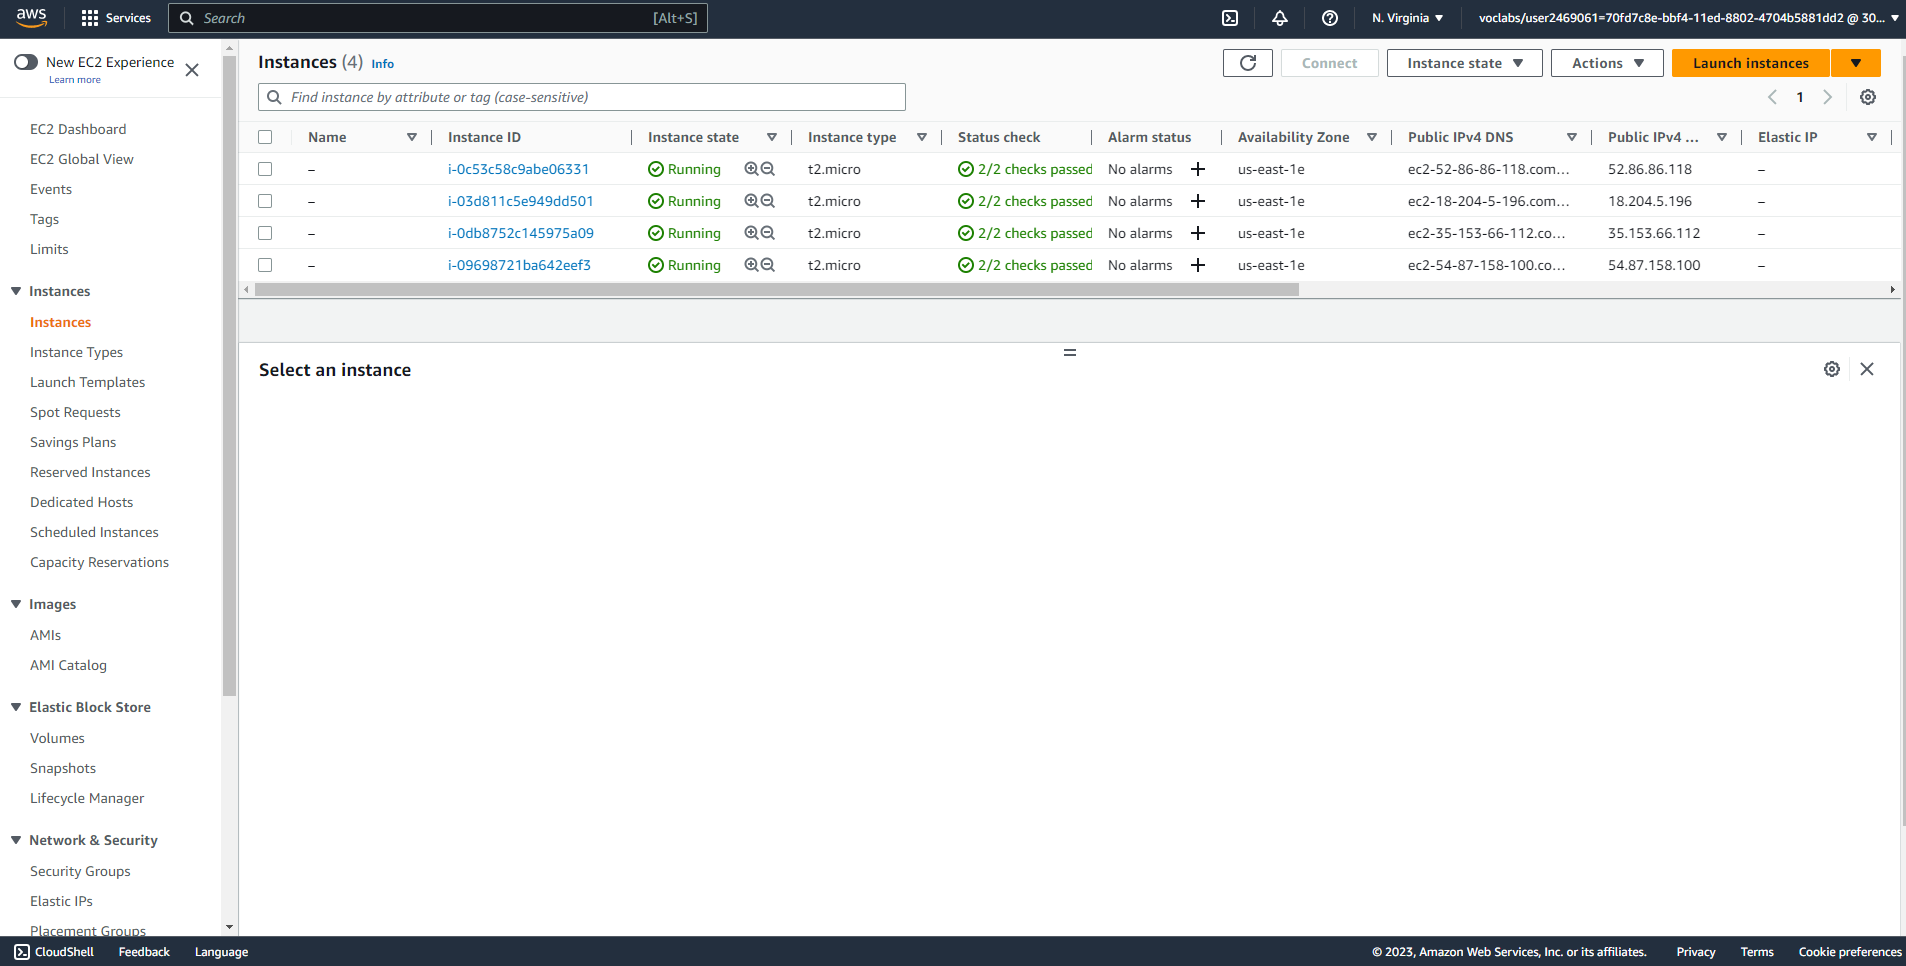 aws Services Search [Alt+S] N. Virginia voclabs/user2469061=70fd7c8e-bbf4-11ed-8802-4704b5881dd2 @ 30...
New EC2 Experience
Learn more
EC2 Dashboard
EC2 Global View
Events
Tags
Limits
Instances
Instances
Instance Types
Launch Templates
Spot Requests
Savings Plans
Reserved Instances
Dedicated Hosts
Scheduled Instances
Capacity Reservations
Images
AMIs
AMI Catalog
Elastic Block Store
Volumes
Snapshots
Lifecycle Manager
Network & Security
Security Groups
Elastic IPs
Placement Groups
Instances (4) Info Connect Instance state Actions Launch instances
Find instance by attribute or tag (case-sensitive) 1
Name Instance ID Instance state Instance type Status check Alarm status Availability Zone Public IPv4 DNS Public IPv4 ... Elastic IP
– i-0c53c58c9abe06331 Running t2.micro 2/2 checks passed No alarms + us-east-1e ec2-52-86-86-118.com... 52.86.86.118 –
– i-03d811c5e949dd501 Running t2.micro 2/2 checks passed No alarms + us-east-1e ec2-18-204-5-196.com... 18.204.5.196 –
– i-0db8752c145975a09 Running t2.micro 2/2 checks passed No alarms + us-east-1e ec2-35-153-66-112.co... 35.153.66.112 –
– i-09698721ba642eef3 Running t2.micro 2/2 checks passed No alarms + us-east-1e ec2-54-87-158-100.co... 54.87.158.100 –
Select an instance
CloudShell Feedback Language © 2023, Amazon Web Services, Inc. or its affiliates. Privacy Terms Cookie preferences